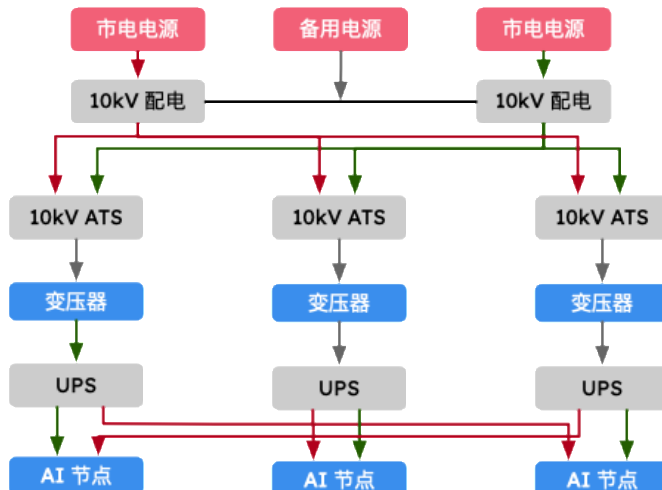 市电电源
备用电源
市电电源
10kV 配电
10kV 配电
10kV ATS
10kV ATS
10kV ATS
变压器
变压器
变压器
UPS
UPS
UPS
AI 节点
AI 节点
AI 节点